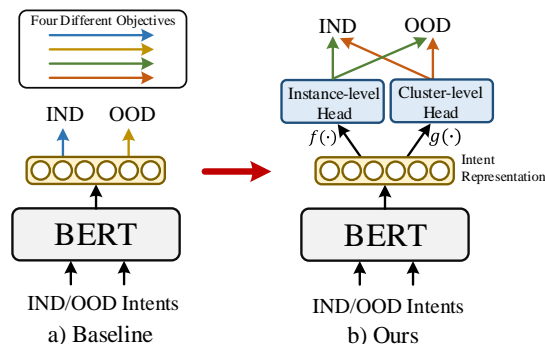 Four Different Objectives
IND OOD
BERT
IND/OOD Intents
a) Baseline
IND OOD
Instance-level Head
Cluster-level Head
f(·) g(·)
Intent
Representation
BERT
IND/OOD Intents
b) Ours